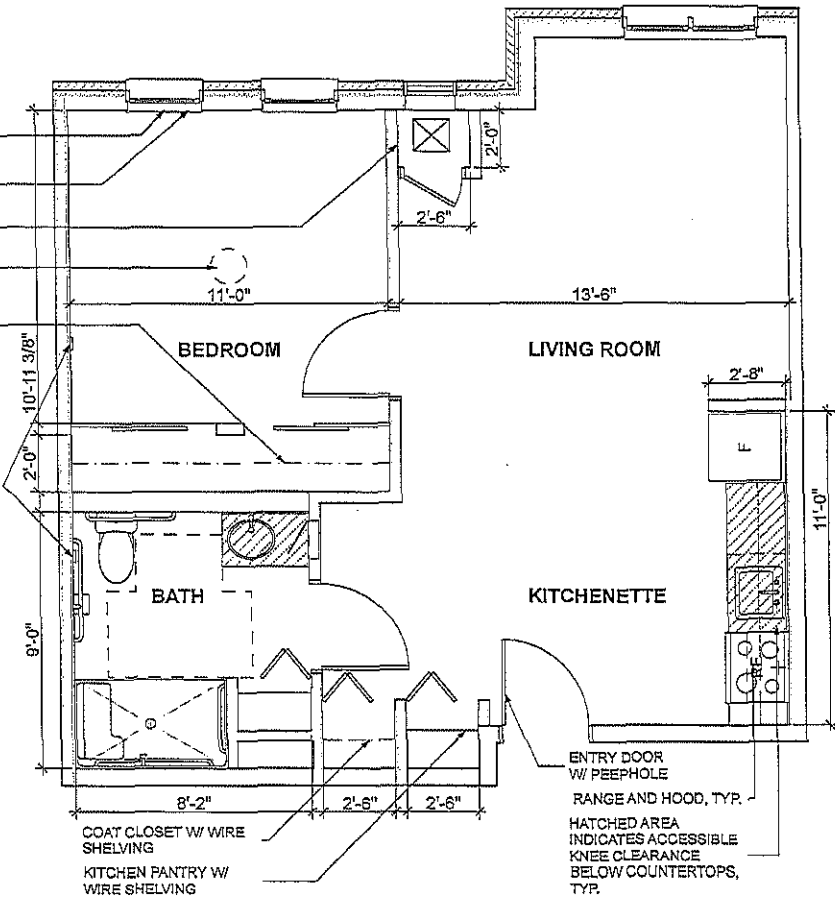 2'-0"
2'-6"
11'-0"
13'-6"
BEDROOM
LIVING ROOM
10'-11 3/8"
2'-8"
F
2'-0"
11'-0"
BATH
KITCHENETTE
9'-0"
RF
ENTRY DOOR
W/ PEEPHOLE
RANGE AND HOOD, TYP.
8'-2"
2'-6"
2'-6"
COAT CLOSET W/ WIRE
SHELVING
HATCHED AREA
INDICATES ACCESSIBLE
KNEE CLEARANCE
BELOW COUNTERTOPS,
TYP.
KITCHEN PANTRY W/
WIRE SHELVING